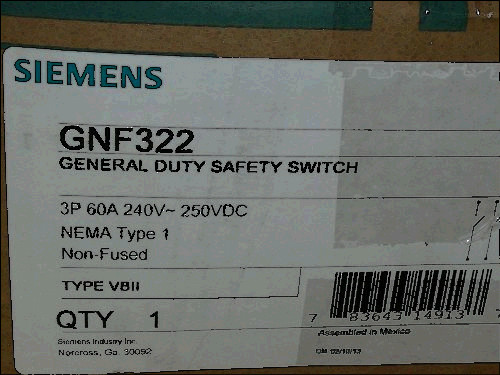 SIEMENS
GNF322
GENERAL DUTY SAFETY SWITCH
3P 60A 240V~ 250VDC
NEMA Type 1
Non-Fused
TYPE VBII
QTY 1
7 83643 14913 7
Assembled in Mexico
Siemens Industry Inc.
Norcross, Ga. 30092